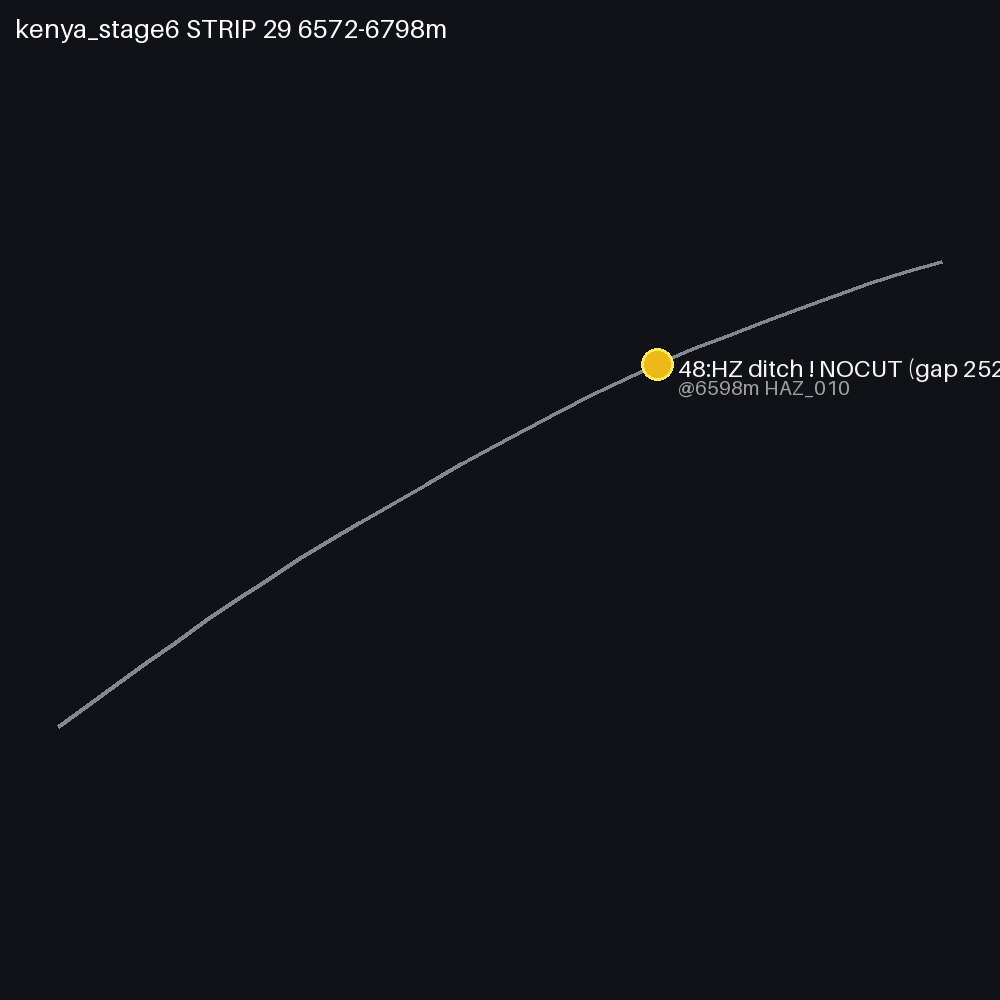 kenya_stage6 STRIP 29 6572-6798m
48:HZ ditch ! NOCUT (gap 252
@6598m HAZ_010